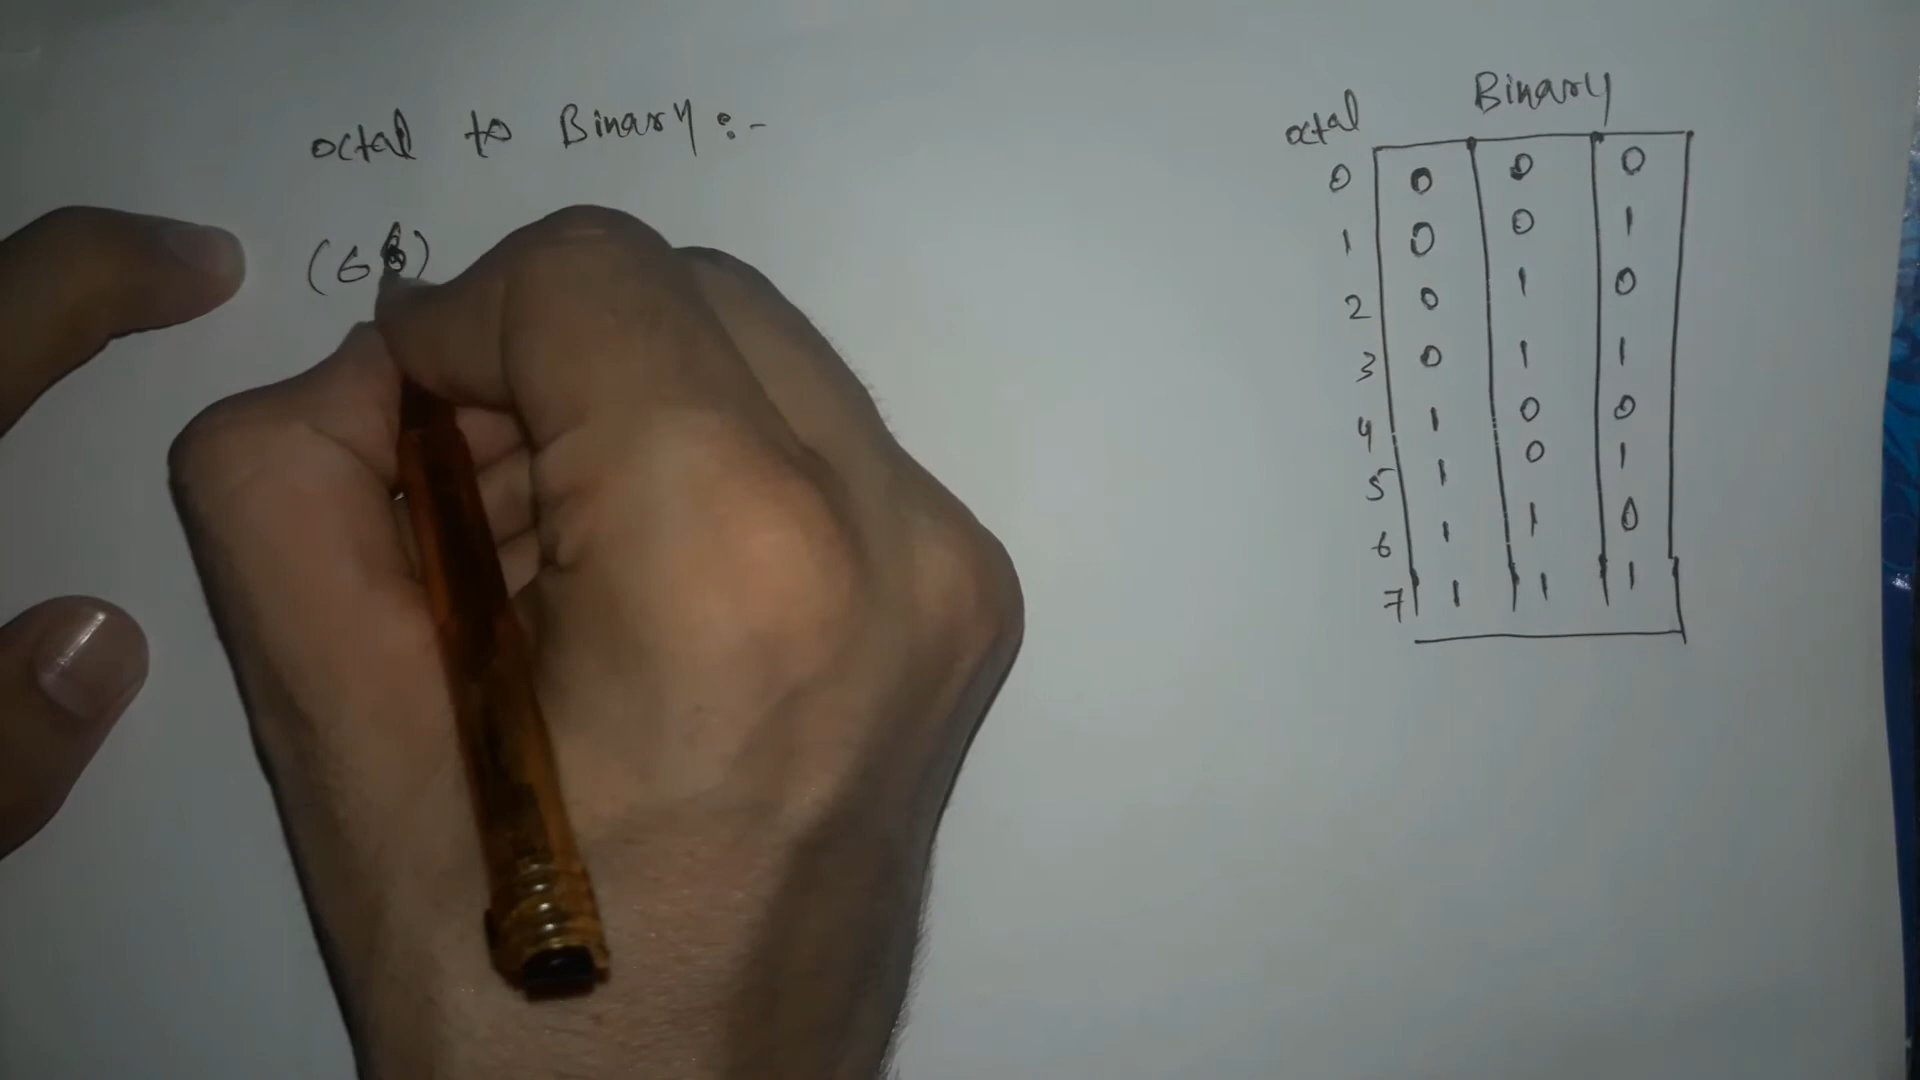 octal to Binary :-
(6
octal Binary
0 0 0 0
1 0 0 1
2 0 1 0
3 0 1 1
4 1 0 0
5 1 0 1
6 1 1 0
7 1 1 1